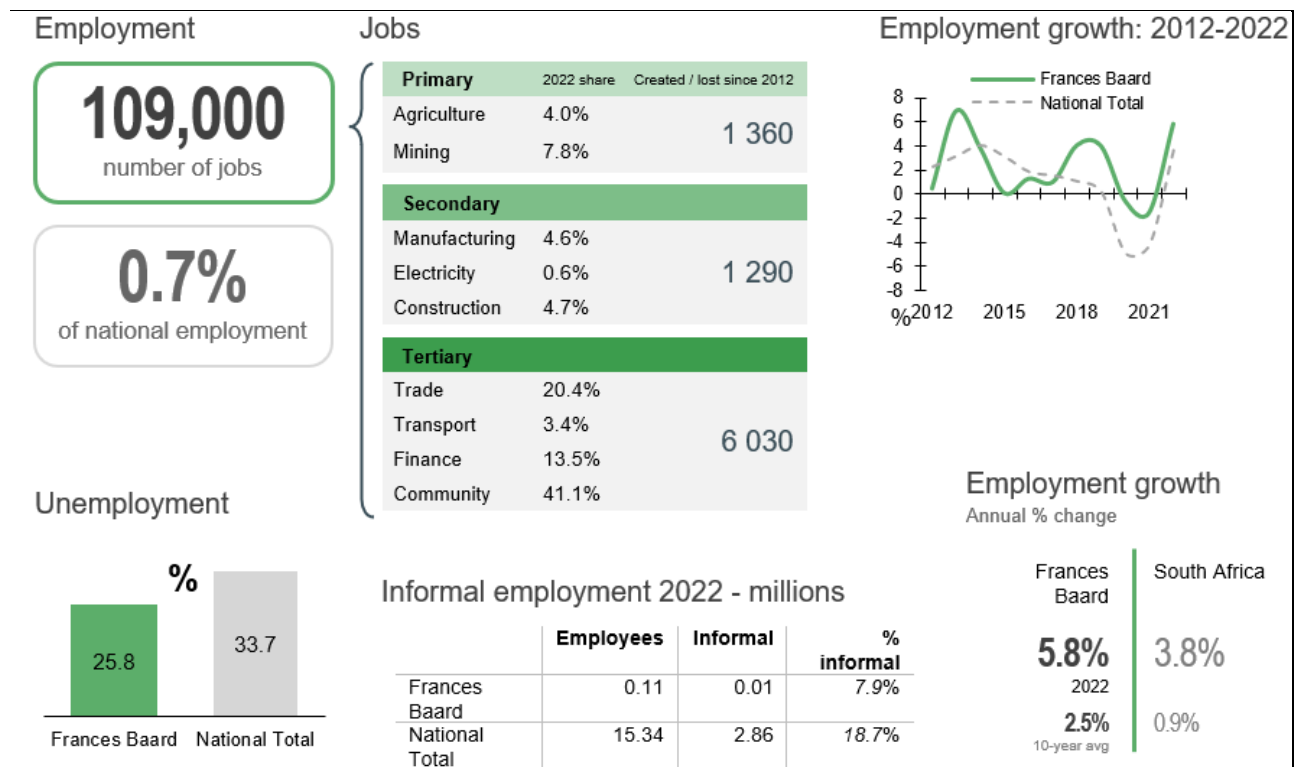 Employment
109,000
number of jobs
0.7%
of national employment
Jobs
Primary 2022 share Created / lost since 2012
Agriculture 4.0%
1 360
Mining 7.8%
Secondary
Manufacturing 4.6%
Electricity 0.6% 1 290
Construction 4.7%
Tertiary
Trade 20.4%
Transport 3.4%
6 030
Finance 13.5%
Community 41.1%
Employment growth: 2012-2022
Frances Baard
National Total
8
6
4
2
0
-2
-4
-6
-8
% 2012 2015 2018 2021
Unemployment
%
25.8 33.7
Frances Baard National Total
Informal employment 2022 - millions
Employees Informal %
informal
Frances 0.11 0.01 7.9%
Baard
National 15.34 2.86 18.7%
Total
Employment growth
Annual % change
Frances South Africa
Baard
5.8% 3.8%
2022
2.5% 0.9%
10-year avg